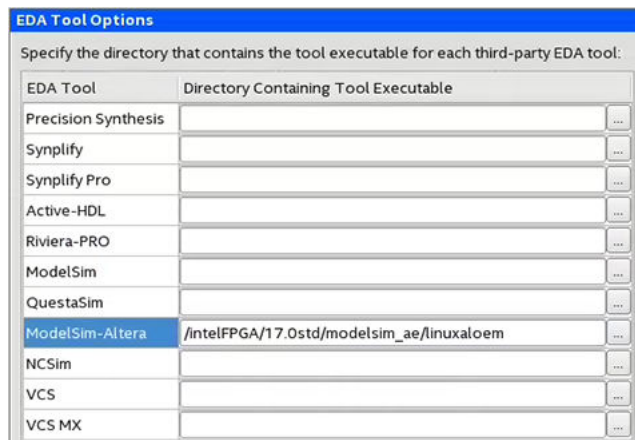 EDA Tool Options
Specify the directory that contains the tool executable for each third-party EDA tool:
EDA Tool Directory Containing Tool Executable
Precision Synthesis ...
Synplify ...
Synplify Pro ...
Active-HDL ...
Riviera-PRO ...
ModelSim ...
QuestaSim ...
ModelSim-Altera /intelFPGA/17.0std/modelsim_ae/linuxaloem ...
NCSim ...
VCS ...
VCS MX ...